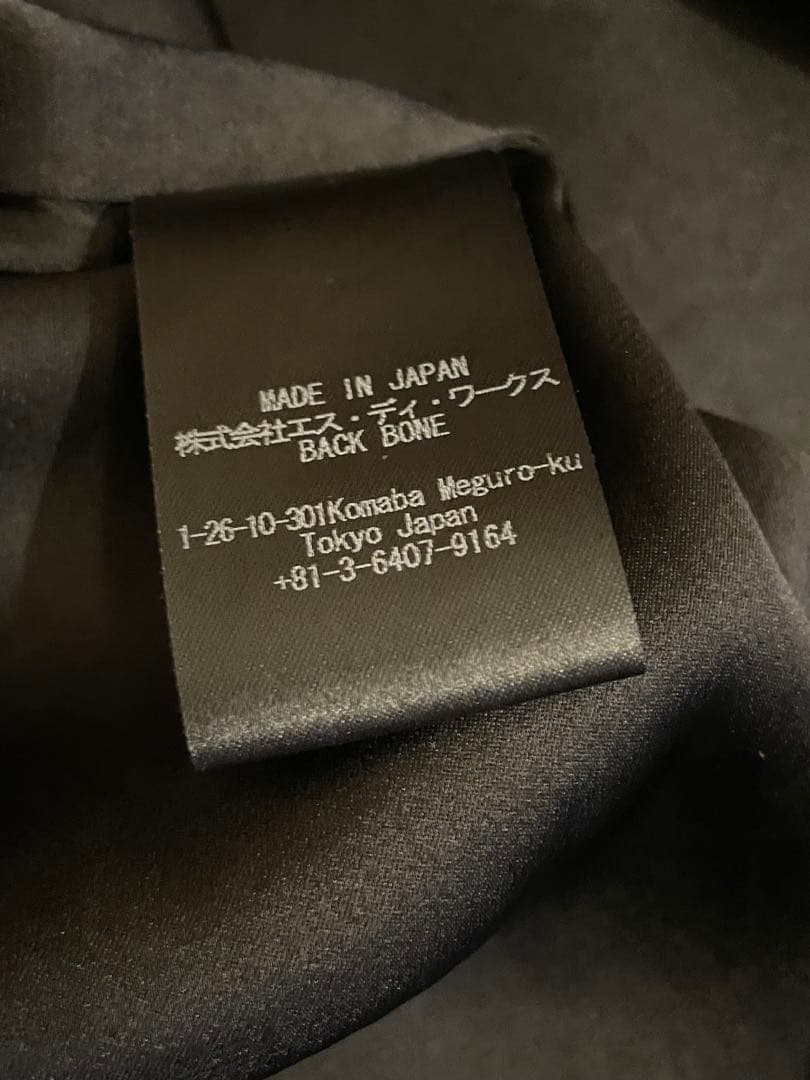 MADE IN JAPAN
株式会社エス・ディ・ワークス
BACK BONE
1-26-10-301Komaba Meguro-ku
Tokyo Japan
+81-3-6407-9164